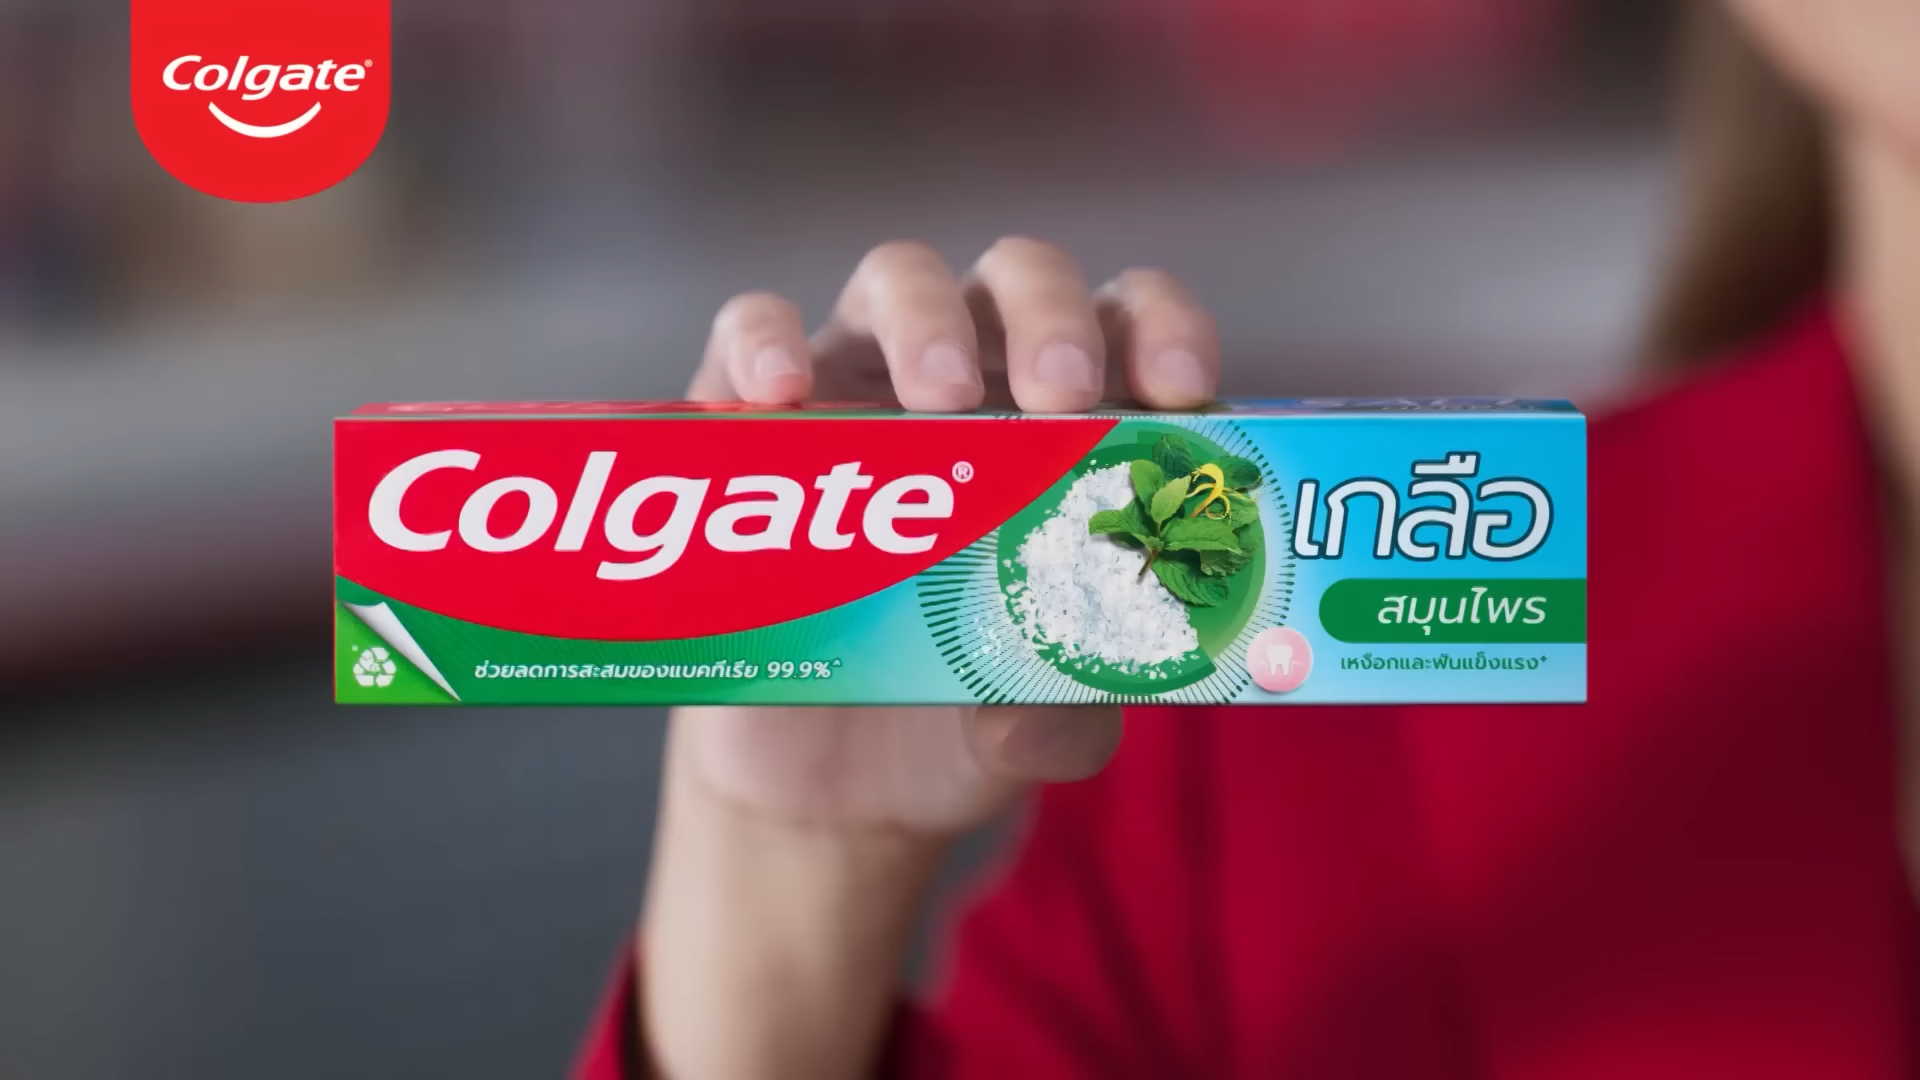 Colgate®
Colgate®
เกลือ
สมุนไพร
เหงือกและฟันแข็งแรง⁺
ช่วยลดการสะสมของแบคทีเรีย 99.9%^